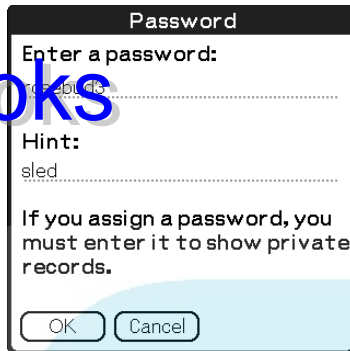 Password
Enter a password:
oks
rosebud3
Hint:
sled
If you assign a password, you
must enter it to show private
records.
OK Cancel